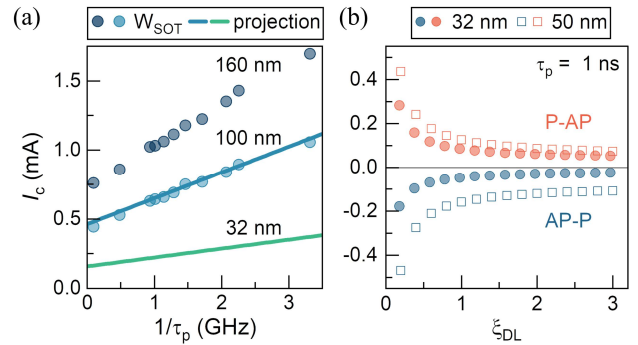 (a)
W_SOT projection
160 nm
100 nm
32 nm
I_c (mA)
1.5
1.0
0.5
0.0
0 1 2 3
1/τ_p (GHz)
(b)
32 nm 50 nm
τ_p = 1 ns
P-AP
AP-P
0.4
0.2
0.0
-0.2
-0.4
0 1 2 3
ξ_DL